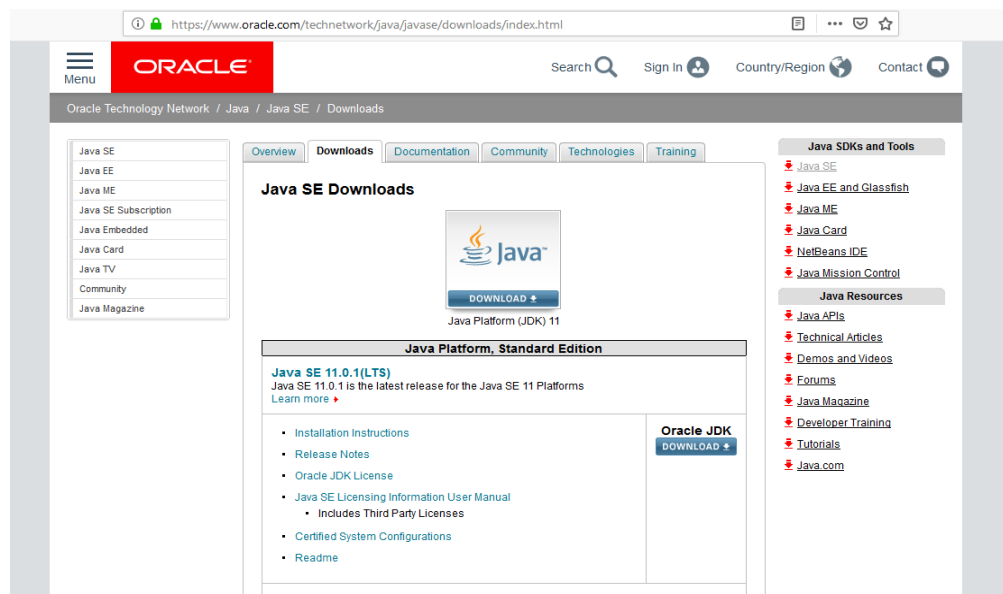 https://www.oracle.com/technetwork/java/javase/downloads/index.html
Menu
ORACLE
Search
Sign In
Country/Region
Contact
Oracle Technology Network / Java / Java SE / Downloads
Java SE
Java EE
Java ME
Java SE Subscription
Java Embedded
Java Card
Java TV
Community
Java Magazine
Overview
Downloads
Documentation
Community
Technologies
Training
Java SE Downloads
Java
DOWNLOAD
Java Platform (JDK) 11
Java Platform, Standard Edition
Java SE 11.0.1(LTS)
Java SE 11.0.1 is the latest release for the Java SE 11 Platforms
Learn more
Installation Instructions
Release Notes
Oracle JDK License
Java SE Licensing Information User Manual
Includes Third Party Licenses
Certified System Configurations
Readme
Oracle JDK
DOWNLOAD
Java SDKs and Tools
Java SE
Java EE and Glassfish
Java ME
Java Card
NetBeans IDE
Java Mission Control
Java Resources
Java APIs
Technical Articles
Demos and Videos
Forums
Java Magazine
Developer Training
Tutorials
Java.com